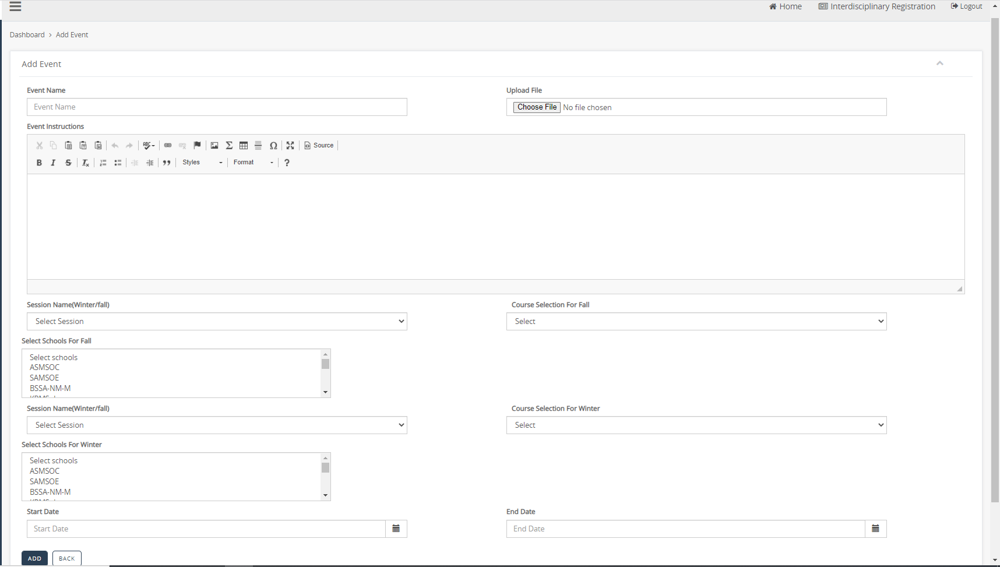 Home Interdisciplinary Registration Logout
Dashboard > Add Event
Add Event
Event Name Upload File
Event Name Choose File No file chosen
Event Instructions
ABC Σ Ω Source
B I S Tx Styles Format ?
Session Name(Winter/fall) Course Selection For Fall
Select Session Select
Select Schools For Fall
Select schools
ASMSOC
SAMSOE
BSSA-NM-M
Session Name(Winter/fall) Course Selection For Winter
Select Session Select
Select Schools For Winter
Select schools
ASMSOC
SAMSOE
BSSA-NM-M
Start Date End Date
Start Date End Date
ADD BACK